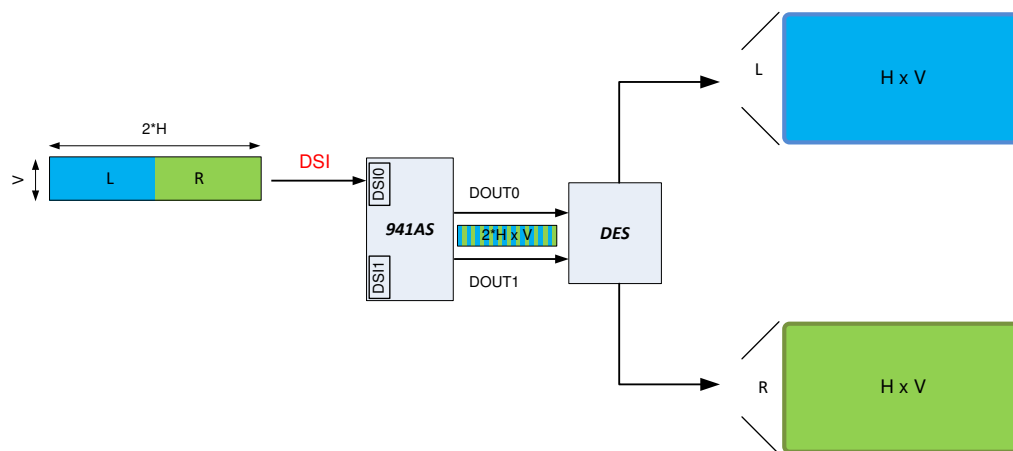 2*H
V
L
R
DSI
DSI0
941AS
DSI1
DOUT0
2*H x V
DOUT1
DES
L
H x V
R
H x V